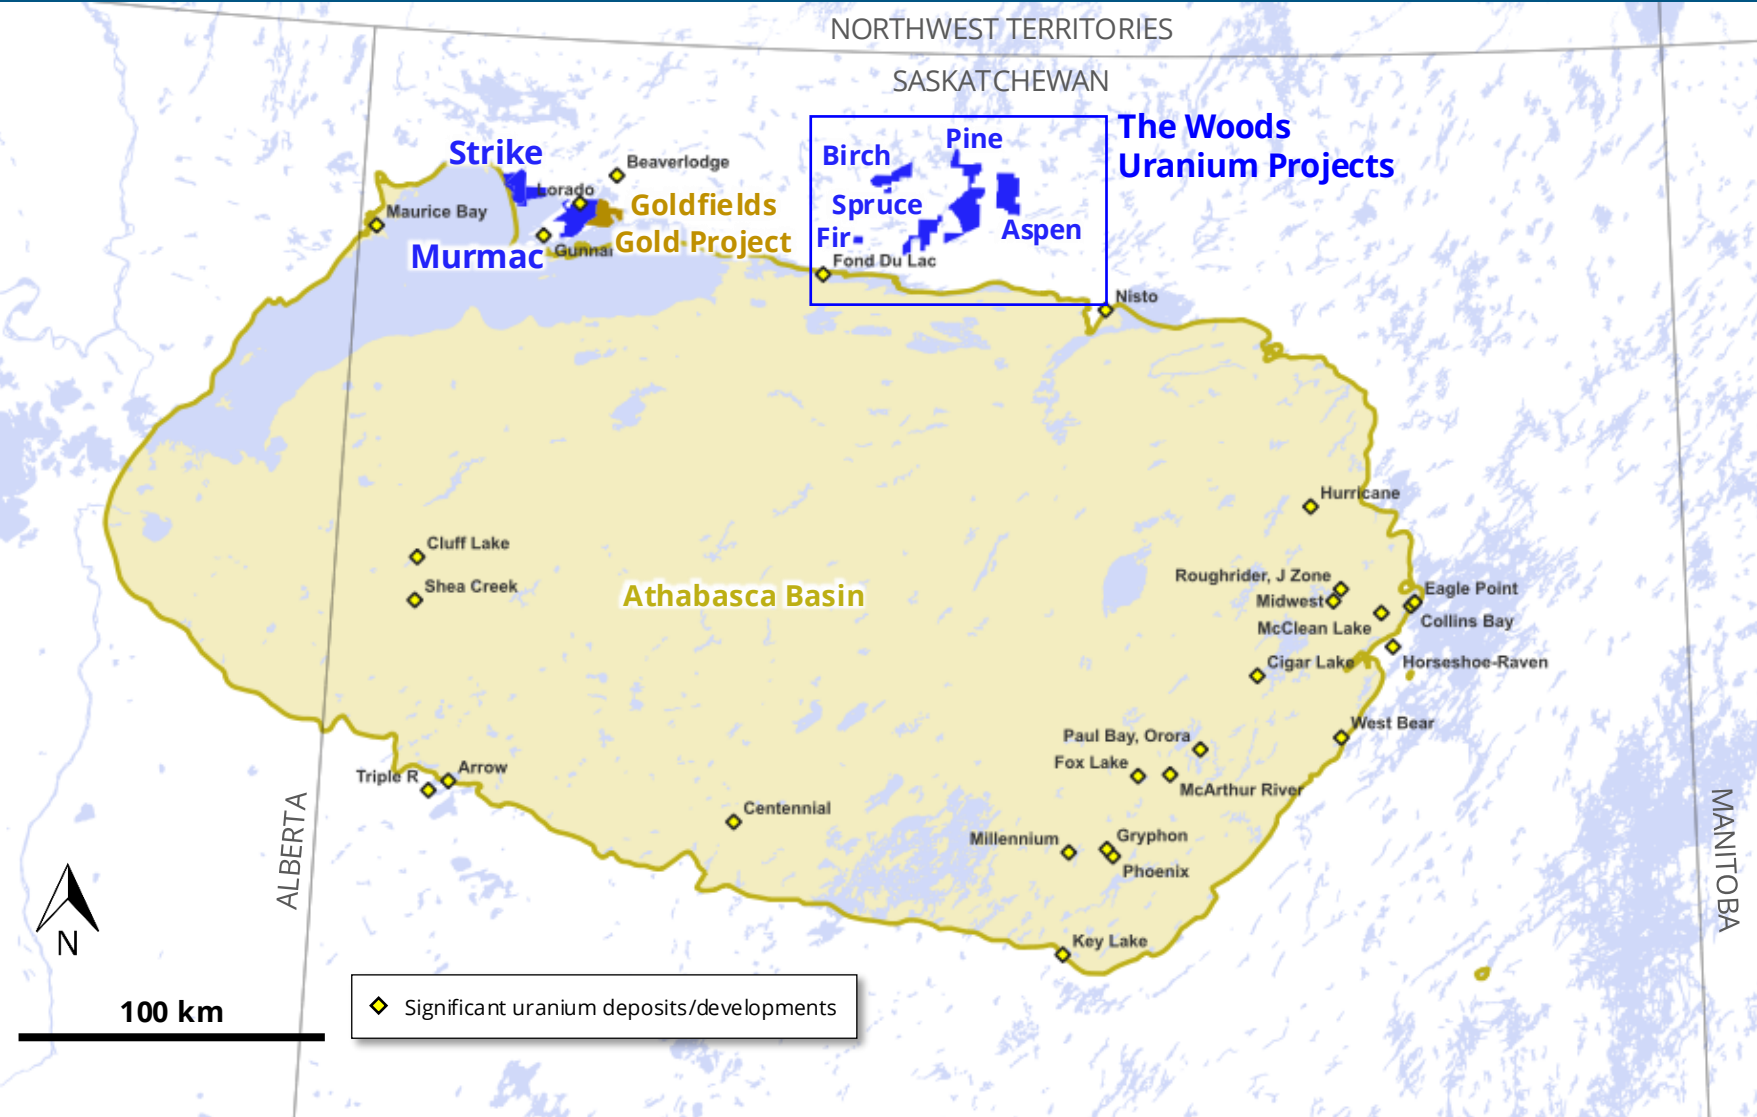 NORTHWEST TERRITORIES
SASKATCHEWAN
The Woods
Uranium Projects
Pine
Birch
Strike
Beaverlodge
Lorado
Spruce
Goldfields
Gold Project
Maurice Bay
Fir
Aspen
Murmac
Gunnar
Fond Du Lac
Nisto
Hurricane
Cluff Lake
Shea Creek
Athabasca Basin
Roughrider, J Zone
Midwest
Eagle Point
McClean Lake
Collins Bay
Cigar Lake
Horseshoe-Raven
West Bear
Paul Bay, Orora
Fox Lake
McArthur River
Triple R
Arrow
Centennial
Millennium
Gryphon
Phoenix
ALBERTA
MANITOBA
Key Lake
N
100 km
Significant uranium deposits/developments